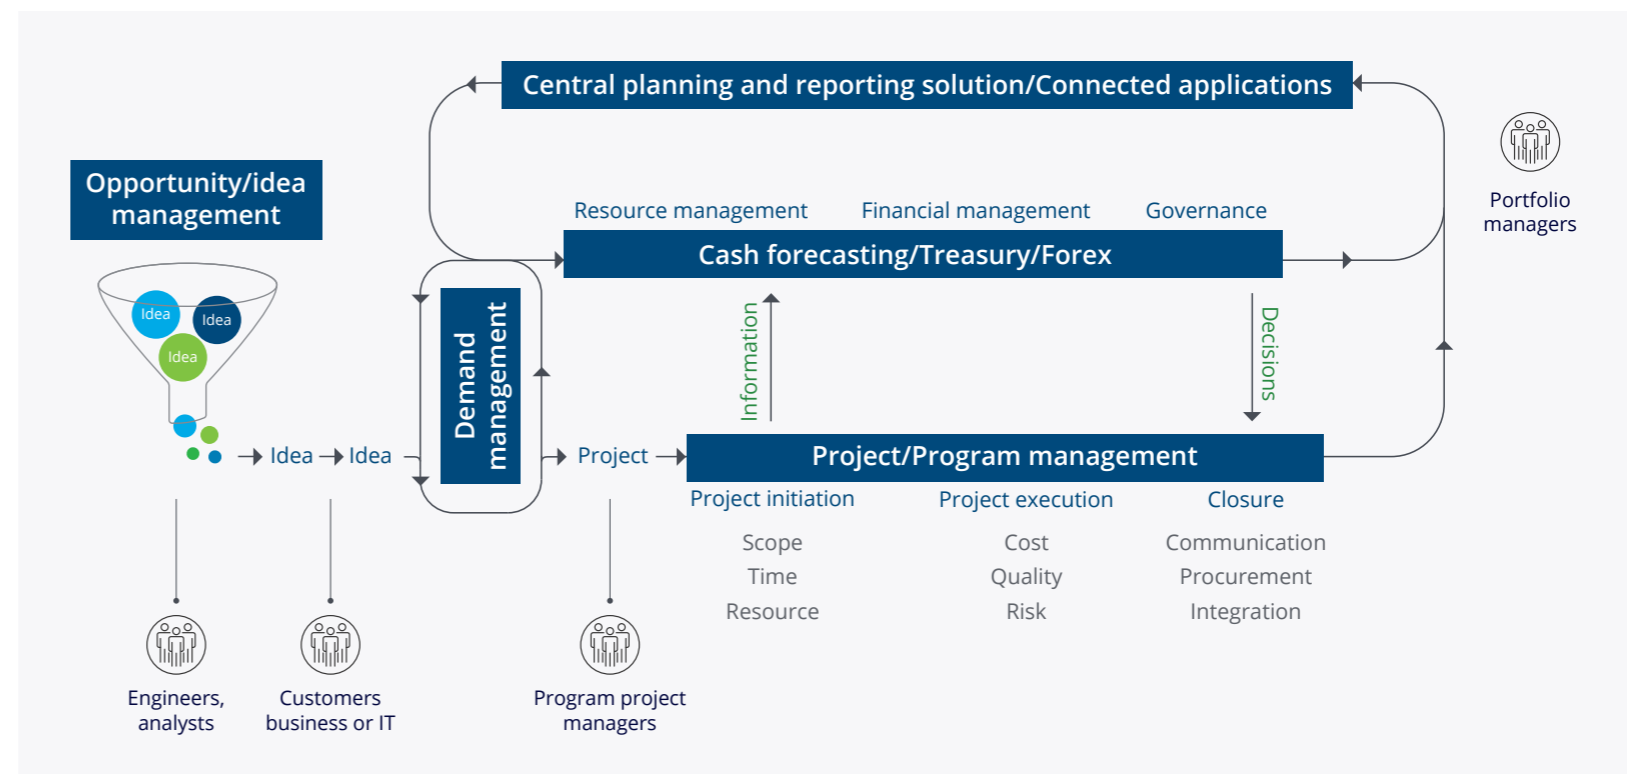 Central planning and reporting solution/Connected applications
Opportunity/idea
management
Portfolio
managers
Resource management
Financial management
Governance
Cash forecasting/Treasury/Forex
Idea
Idea
Idea
Demand
management
Information
Decisions
Idea
Idea
Project
Project/Program management
Project initiation
Project execution
Closure
Scope
Cost
Communication
Time
Quality
Procurement
Resource
Risk
Integration
Engineers,
analysts
Customers
business or IT
Program project
managers